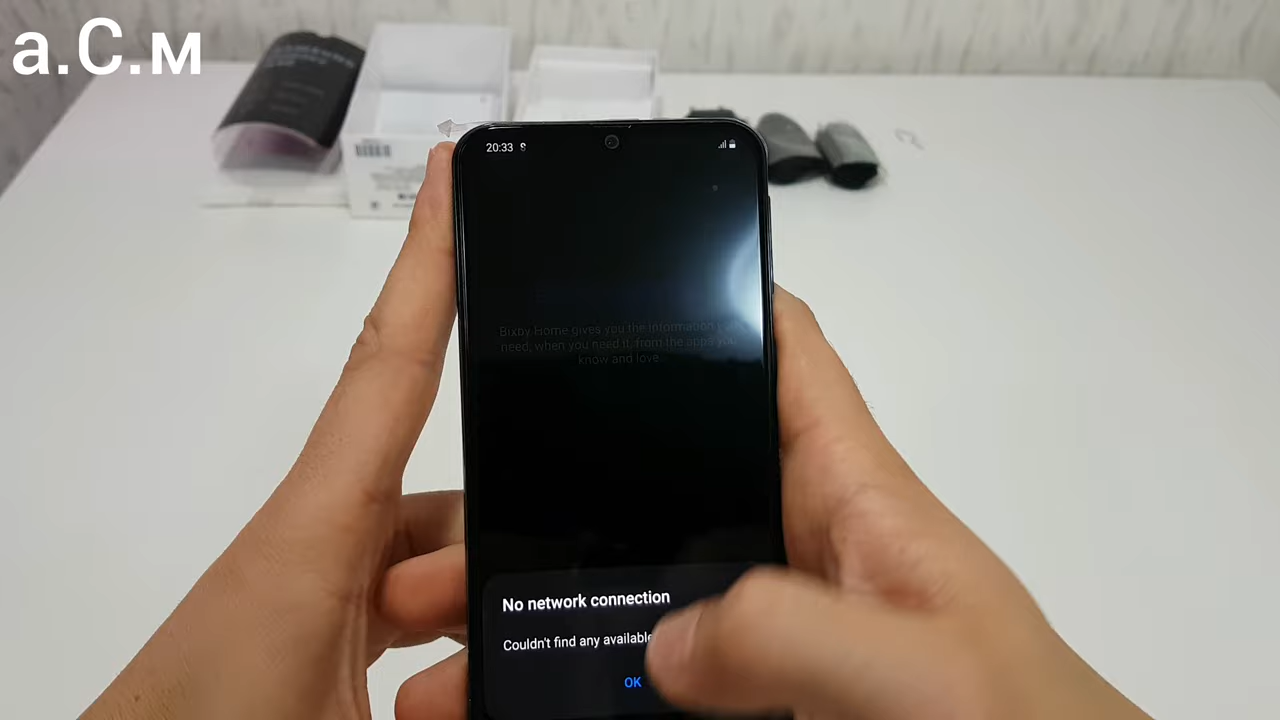 а.С.м
20:33
Bixby Home gives you the information you
need, when you need it, from the apps you
know and love.
No network connection
Couldn't find any available
OK